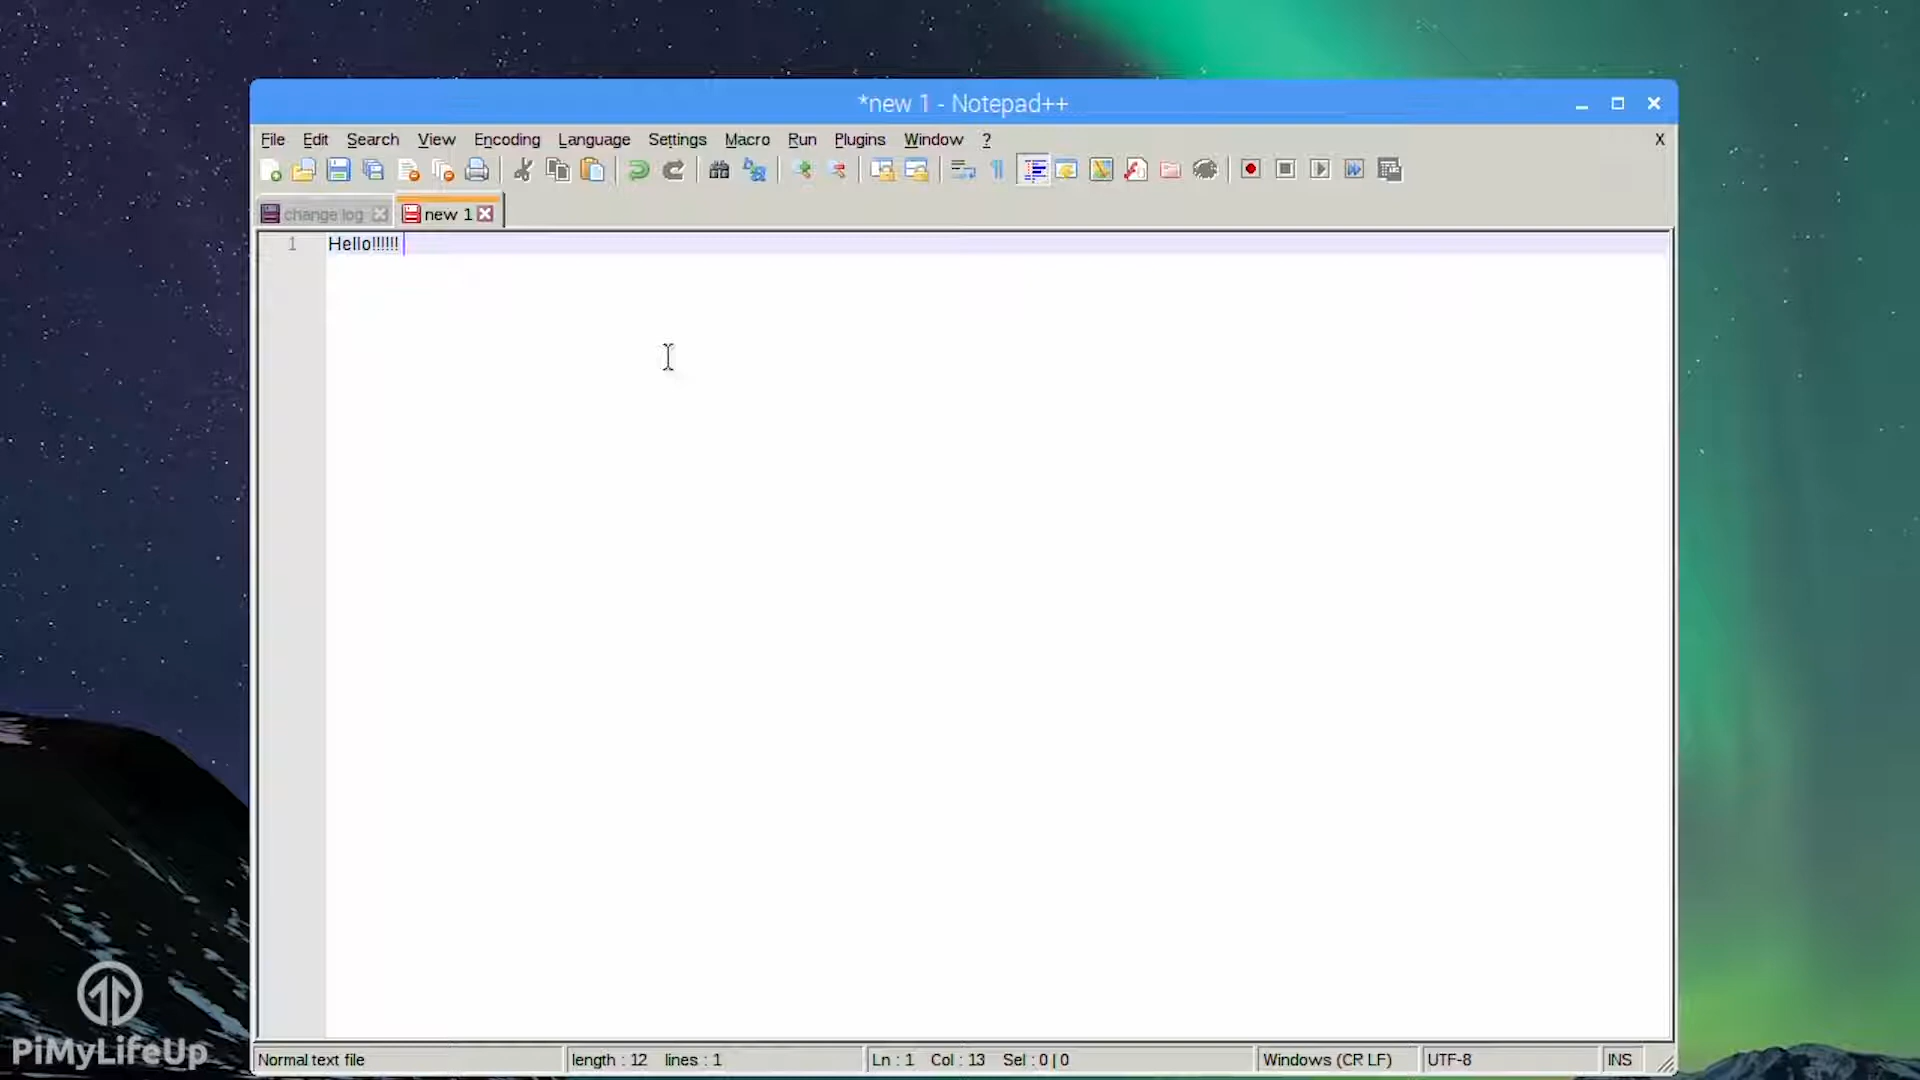 *new 1 - Notepad++
File Edit Search View Encoding Language Settings Macro Run Plugins Window ? X
change log new 1
1 Hello!!!!!!
PiMyLifeUp
Normal text file length : 12 lines : 1 Ln : 1 Col : 13 Sel : 0 | 0 Windows (CR LF) UTF-8 INS